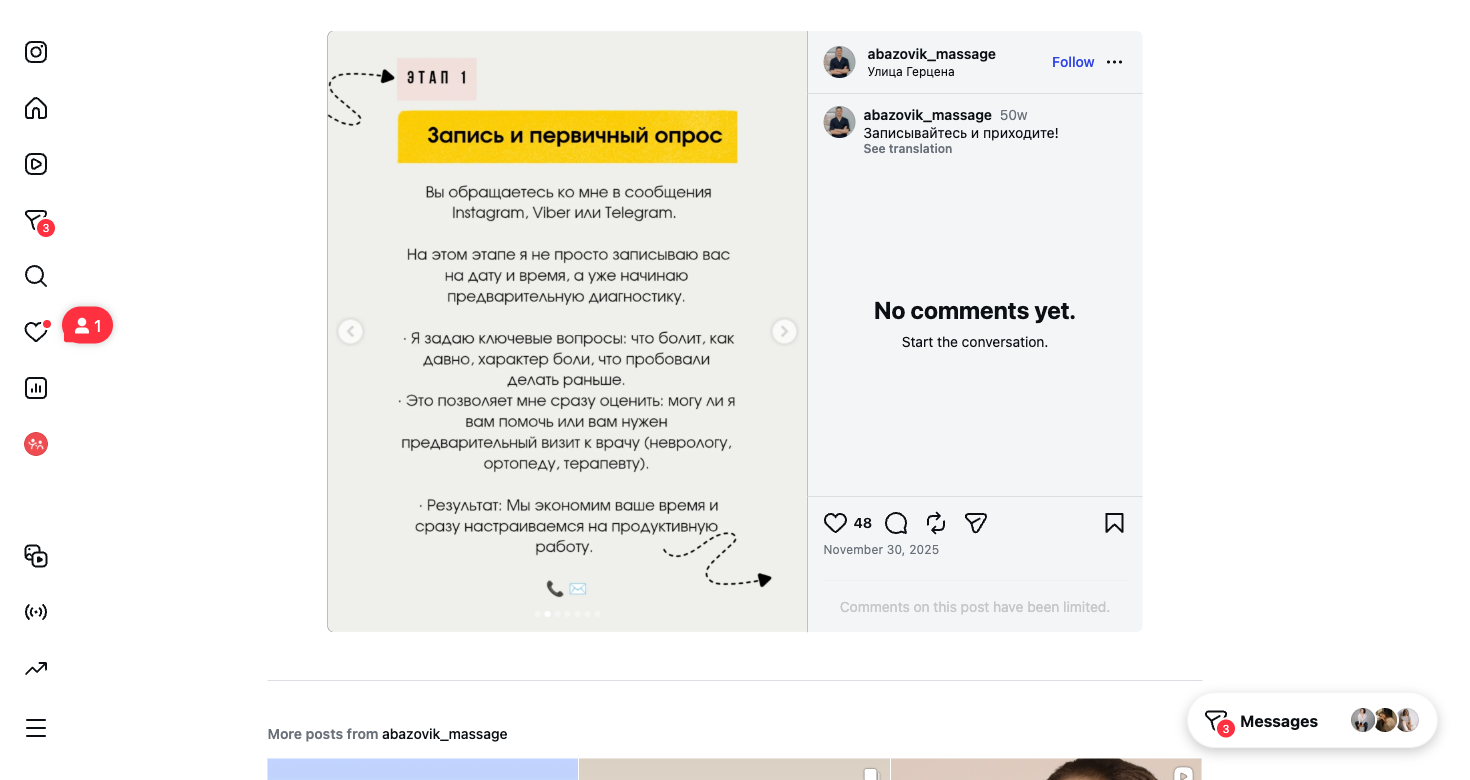 ЭТАП 1
Запись и первичный опрос
Вы обращаетесь ко мне в сообщения
Instagram, Viber или Telegram.
На этом этапе я не просто записываю вас
на дату и время, а уже начинаю
предварительную диагностику.
· Я задаю ключевые вопросы: что болит, как
давно, характер боли, что пробовали
делать раньше.
· Это позволяет мне сразу оценить: могу ли я
вам помочь или вам нужен
предварительный визит к врачу (неврологу,
ортопеду, терапевту).
· Результат: Мы экономим ваше время и
сразу настраиваемся на продуктивную
работу.
abazovik_massage
Улица Герцена
Follow
abazovik_massage 50w
Записывайтесь и приходите!
See translation
No comments yet.
Start the conversation.
48
November 30, 2025
Comments on this post have been limited.
3
1
More posts from abazovik_massage
3
Messages